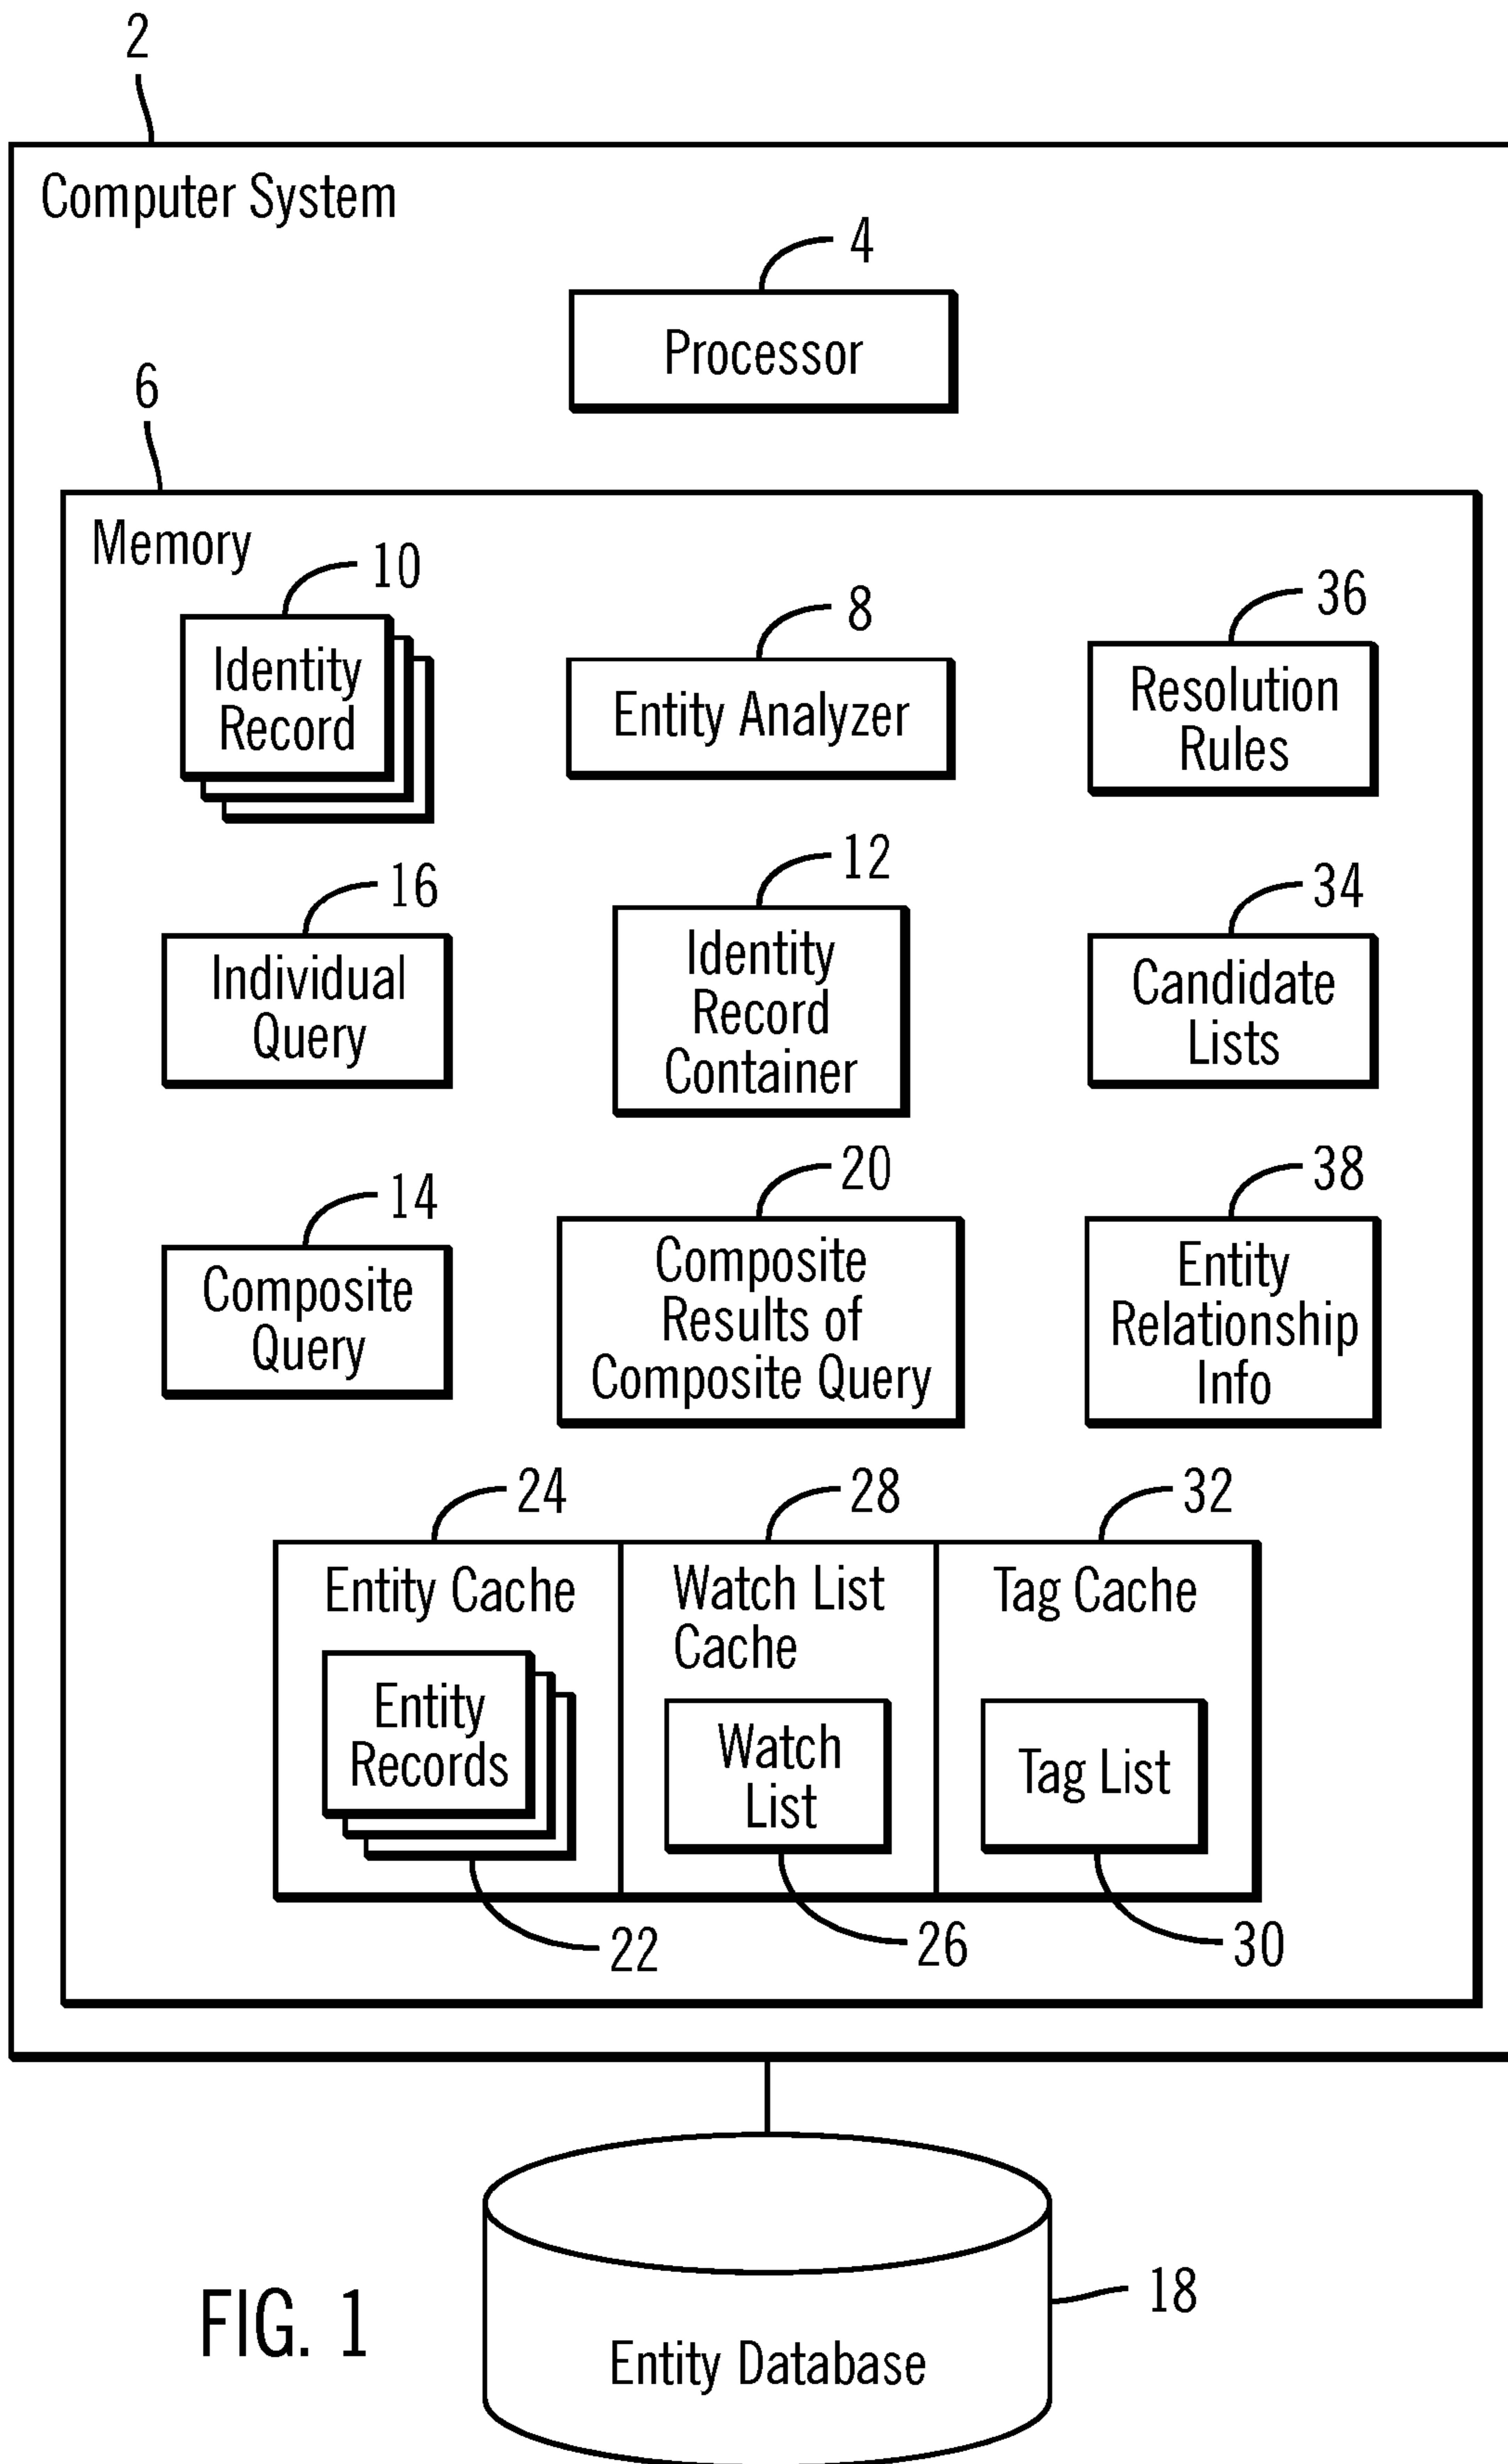 2
Computer System
4
Processor
6
Memory
10
Identity
Record
8
Entity Analyzer
36
Resolution
Rules
16
Individual
Query
12
Identity
Record
Container
34
Candidate
Lists
14
Composite
Query
20
Composite
Results of
Composite Query
38
Entity
Relationship
Info
24
Entity Cache
Entity
Records
22
28
Watch List
Cache
Watch
List
26
32
Tag Cache
Tag List
30
18
Entity Database
FIG. 1